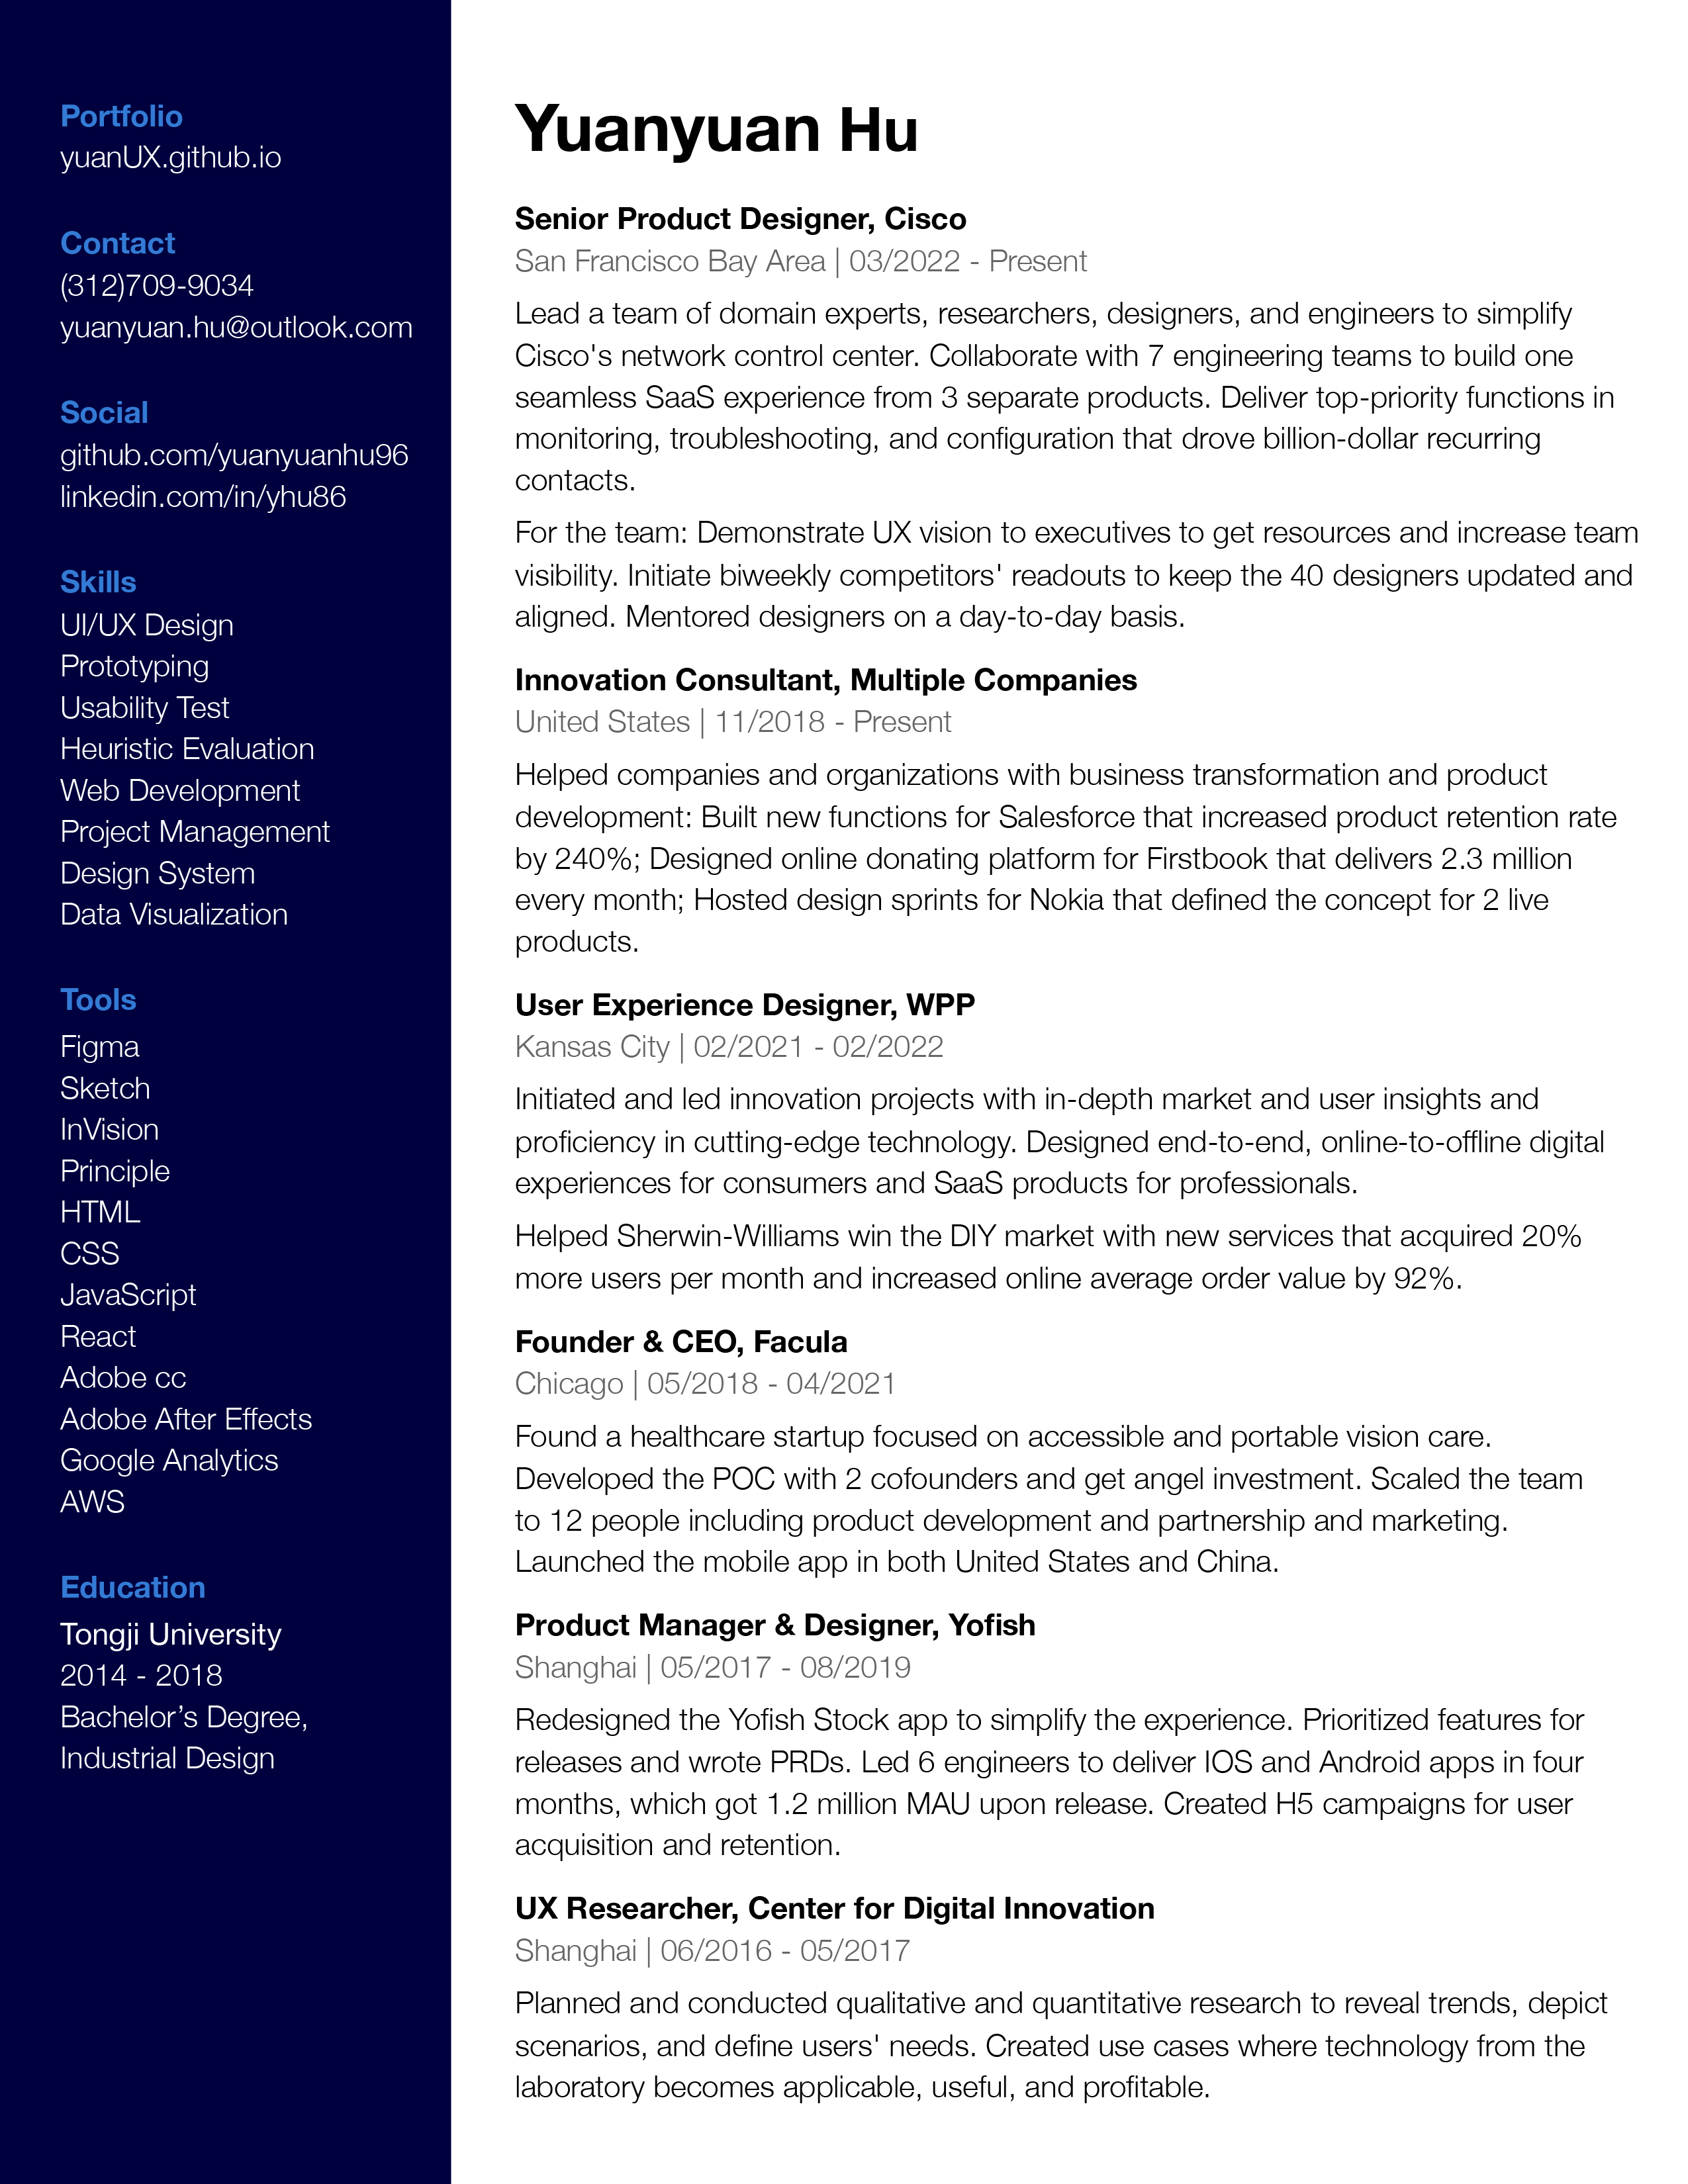 Portfolio
yuanUX.github.io
Contact
(312)709-9034
yuanyuan.hu@outlook.com
Social
github.com/yuanyuanhu96
linkedin.com/in/yhu86
Skills
UI/UX Design
Prototyping
Usability Test
Heuristic Evaluation
Web Development
Project Management
Design System
Data Visualization
Tools
Figma
Sketch
InVision
Principle
HTML
CSS
JavaScript
React
Adobe cc
Adobe After Effects
Google Analytics
AWS
Education
Tongji University
2014 - 2018
Bachelor’s Degree,
Industrial Design
Yuanyuan Hu
Senior Product Designer, Cisco
San Francisco Bay Area | 03/2022 - Present
Lead a team of domain experts, researchers, designers, and engineers to simplify
Cisco's network control center. Collaborate with 7 engineering teams to build one
seamless SaaS experience from 3 separate products. Deliver top-priority functions in
monitoring, troubleshooting, and configuration that drove billion-dollar recurring
contacts.
For the team: Demonstrate UX vision to executives to get resources and increase team
visibility. Initiate biweekly competitors' readouts to keep the 40 designers updated and
aligned. Mentored designers on a day-to-day basis.
Innovation Consultant, Multiple Companies
United States | 11/2018 - Present
Helped companies and organizations with business transformation and product
development: Built new functions for Salesforce that increased product retention rate
by 240%; Designed online donating platform for Firstbook that delivers 2.3 million
every month; Hosted design sprints for Nokia that defined the concept for 2 live
products.
User Experience Designer, WPP
Kansas City | 02/2021 - 02/2022
Initiated and led innovation projects with in-depth market and user insights and
proficiency in cutting-edge technology. Designed end-to-end, online-to-offline digital
experiences for consumers and SaaS products for professionals.
Helped Sherwin-Williams win the DIY market with new services that acquired 20%
more users per month and increased online average order value by 92%.
Founder & CEO, Facula
Chicago | 05/2018 - 04/2021
Found a healthcare startup focused on accessible and portable vision care.
Developed the POC with 2 cofounders and get angel investment. Scaled the team
to 12 people including product development and partnership and marketing.
Launched the mobile app in both United States and China.
Product Manager & Designer, Yofish
Shanghai | 05/2017 - 08/2019
Redesigned the Yofish Stock app to simplify the experience. Prioritized features for
releases and wrote PRDs. Led 6 engineers to deliver IOS and Android apps in four
months, which got 1.2 million MAU upon release. Created H5 campaigns for user
acquisition and retention.
UX Researcher, Center for Digital Innovation
Shanghai | 06/2016 - 05/2017
Planned and conducted qualitative and quantitative research to reveal trends, depict
scenarios, and define users' needs. Created use cases where technology from the
laboratory becomes applicable, useful, and profitable.